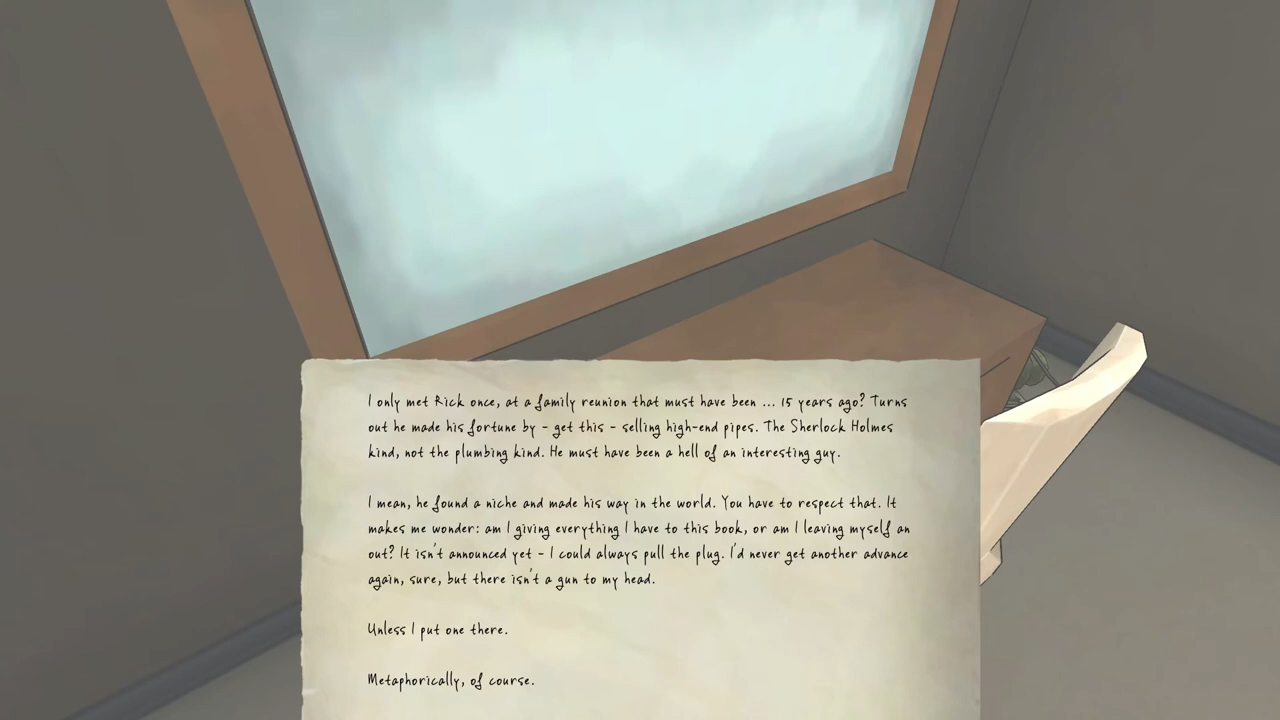 I only met Rick once, at a family reunion that must have been ... 15 years ago? Turns
out he made his fortune by - get this - selling high-end pipes. The Sherlock Holmes
kind, not the plumbing kind. He must have been a hell of an interesting guy.
I mean, he found a niche and made his way in the world. You have to respect that. It
makes me wonder: am I giving everything I have to this book, or am I leaving myself an
out? It isn't announced yet - I could always pull the plug. I'd never get another advance
again, sure, but there isn't a gun to my head.
Unless I put one there.
Metaphorically, of course.